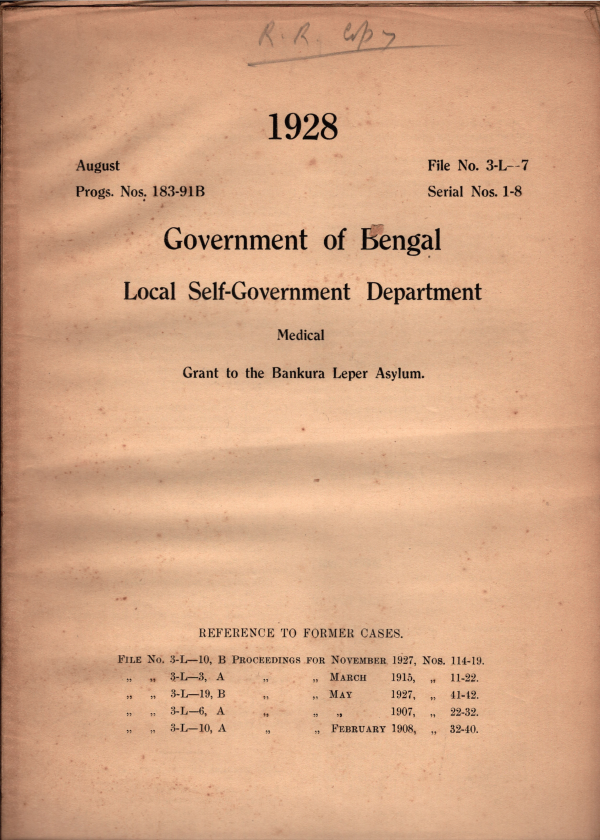 R. R. Copy
1928
August File No. 3-L--7
Progs. Nos. 183-91B Serial Nos. 1-8
Government of Bengal
Local Self-Government Department
Medical
Grant to the Bankura Leper Asylum.
REFERENCE TO FORMER CASES.
FILE NO. 3-L—10, B PROCEEDINGS FOR NOVEMBER 1927, NOS. 114-19.
„ „ 3-L—3, A „ „ MARCH 1915, „ 11-22.
„ „ 3-L—19, B „ „ MAY 1927, „ 41-42.
„ „ 3-L—6, A „ „ „ 1907, „ 22-32.
„ „ 3-L—10, A „ „ FEBRUARY 1908, „ 32-40.